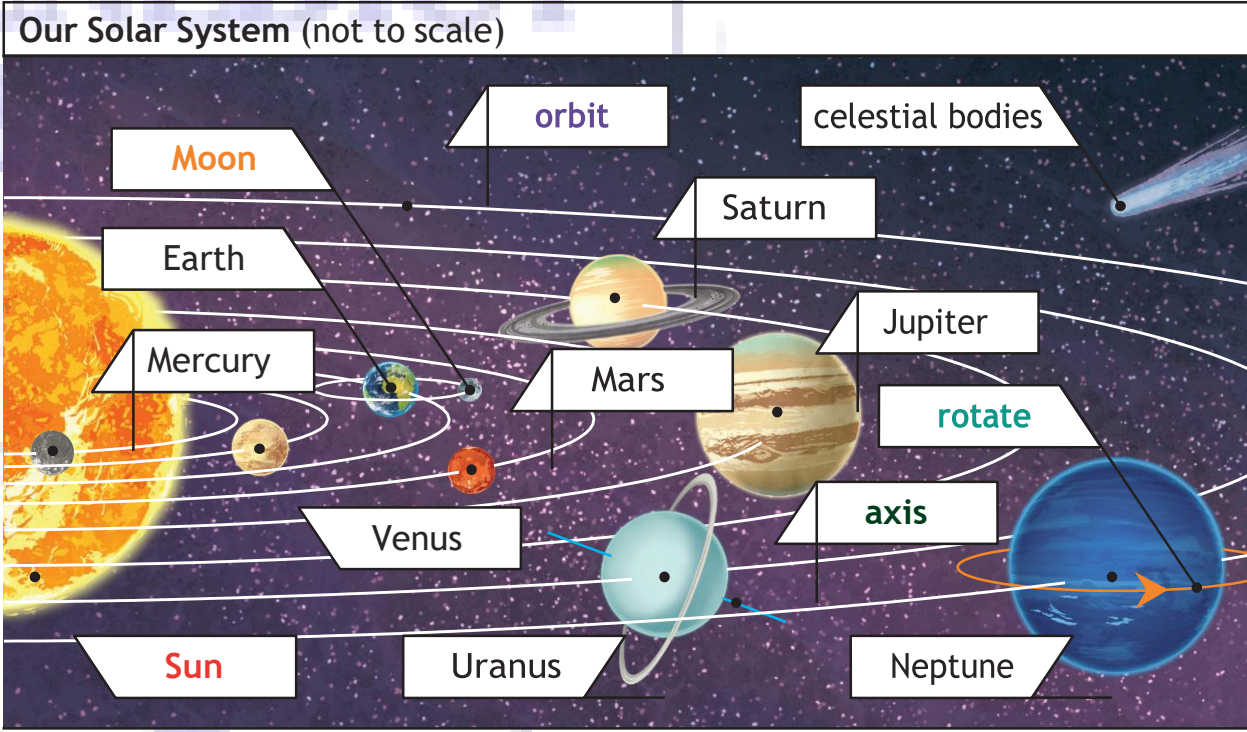 Our Solar System (not to scale)
orbit
celestial bodies
Moon
Saturn
Earth
Jupiter
Mercury
Mars
rotate
axis
Venus
Sun
Uranus
Neptune